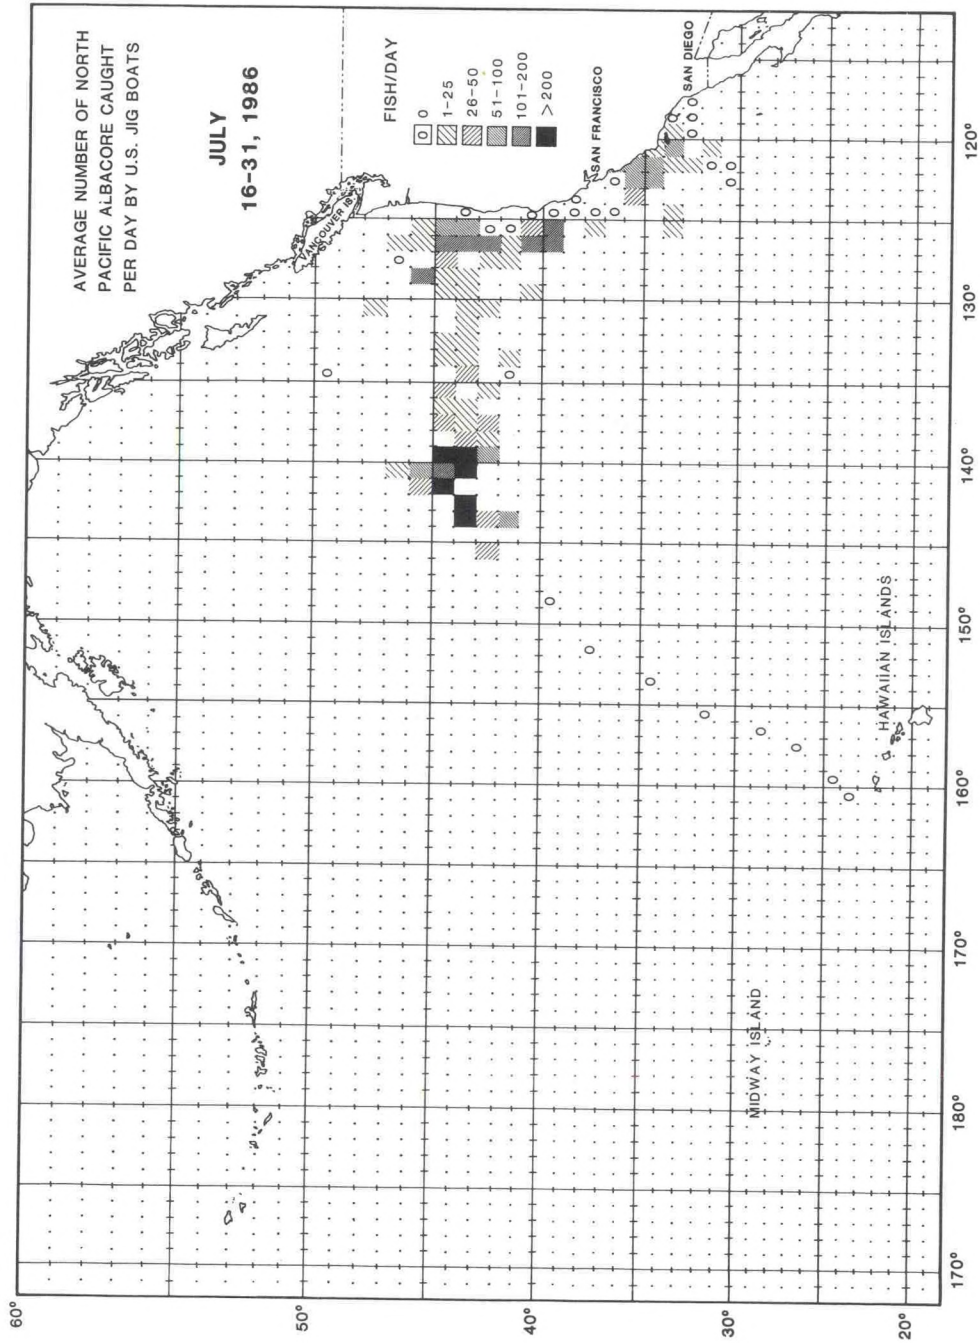 AVERAGE NUMBER OF NORTH
PACIFIC ALBACORE CAUGHT
PER DAY BY U.S. JIG BOATS
JULY
16-31, 1986
FISH/DAY
0 0
1-25
26-50
51-100
101-200
>200
VANCOUVER IS.
SAN FRANCISCO
SAN DIEGO
HAWAIIAN ISLANDS
MIDWAY ISLAND
60°
50°
40°
30°
20°
170°
180°
170°
160°
150°
140°
130°
120°